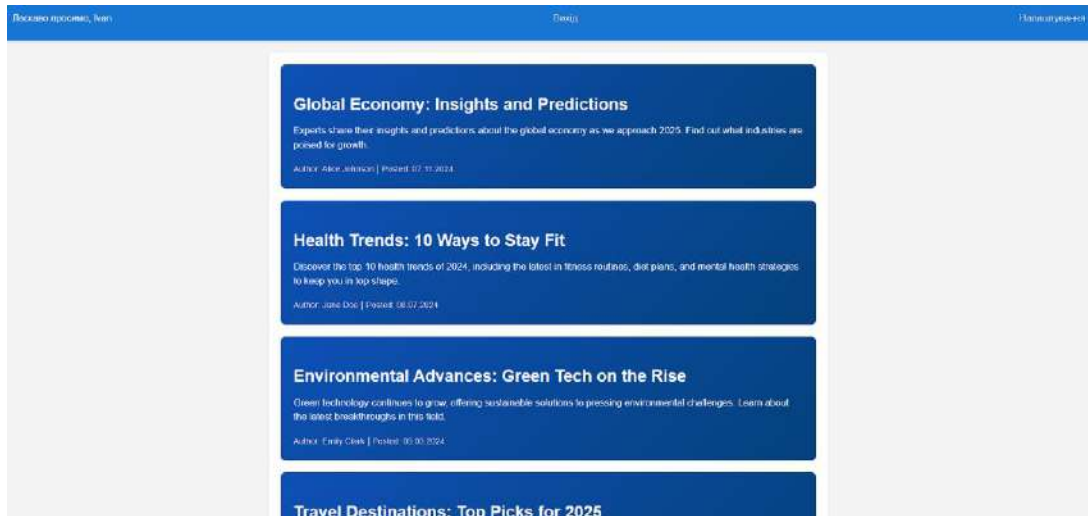 Ласкаво просимо, Ivan
Вихід
Налаштування
Global Economy: Insights and Predictions
Experts share their insights and predictions about the global economy as we approach 2025. Find out what industries are
poised for growth.
Author: Alice Johnson | Posted: 07.11.2024
Health Trends: 10 Ways to Stay Fit
Discover the top 10 health trends of 2024, including the latest in fitness routines, diet plans, and mental health strategies
to keep you in top shape.
Author: Jane Doe | Posted: 08.07.2024
Environmental Advances: Green Tech on the Rise
Green technology continues to grow, offering sustainable solutions to pressing environmental challenges. Learn about
the latest breakthroughs in this field.
Author: Emily Clark | Posted:
Travel Destinations: Top Picks for 2025